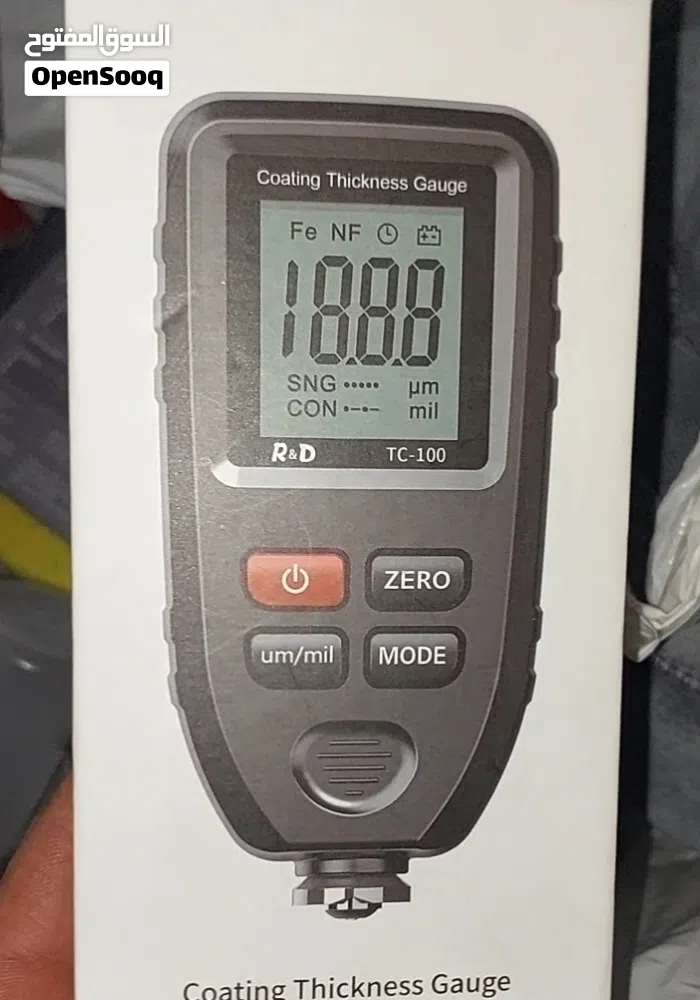 السوق المفتوح
OpenSooq
Coating Thickness Gauge
Fe NF
188.8.8
SNG ••••• µm
CON •–•– mil
R&D TC-100
ZERO
um/mil MODE
Coating Thickness Gauge